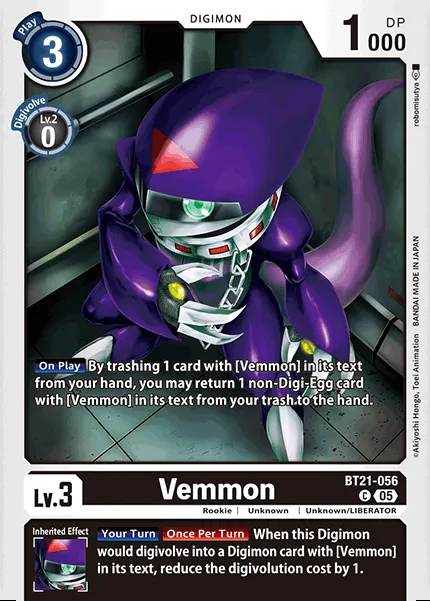 Play
3
DIGIMON
1000
DP
Digivolve
Lv.2
0
robomisutya
©Akiyoshi Hongo, Toei Animation BANDAI MADE IN JAPAN
On Play By trashing 1 card with [Vemmon] in its text
from your hand, you may return 1 non-Digi-Egg card
with [Vemmon] in its text from your trash to the hand.
Lv.3
Vemmon
BT21-056
C 05
Rookie | Unknown | Unknown/LIBERATOR
Inherited Effect
Your Turn Once Per Turn When this Digimon
would digivolve into a Digimon card with [Vemmon]
in its text, reduce the digivolution cost by 1.